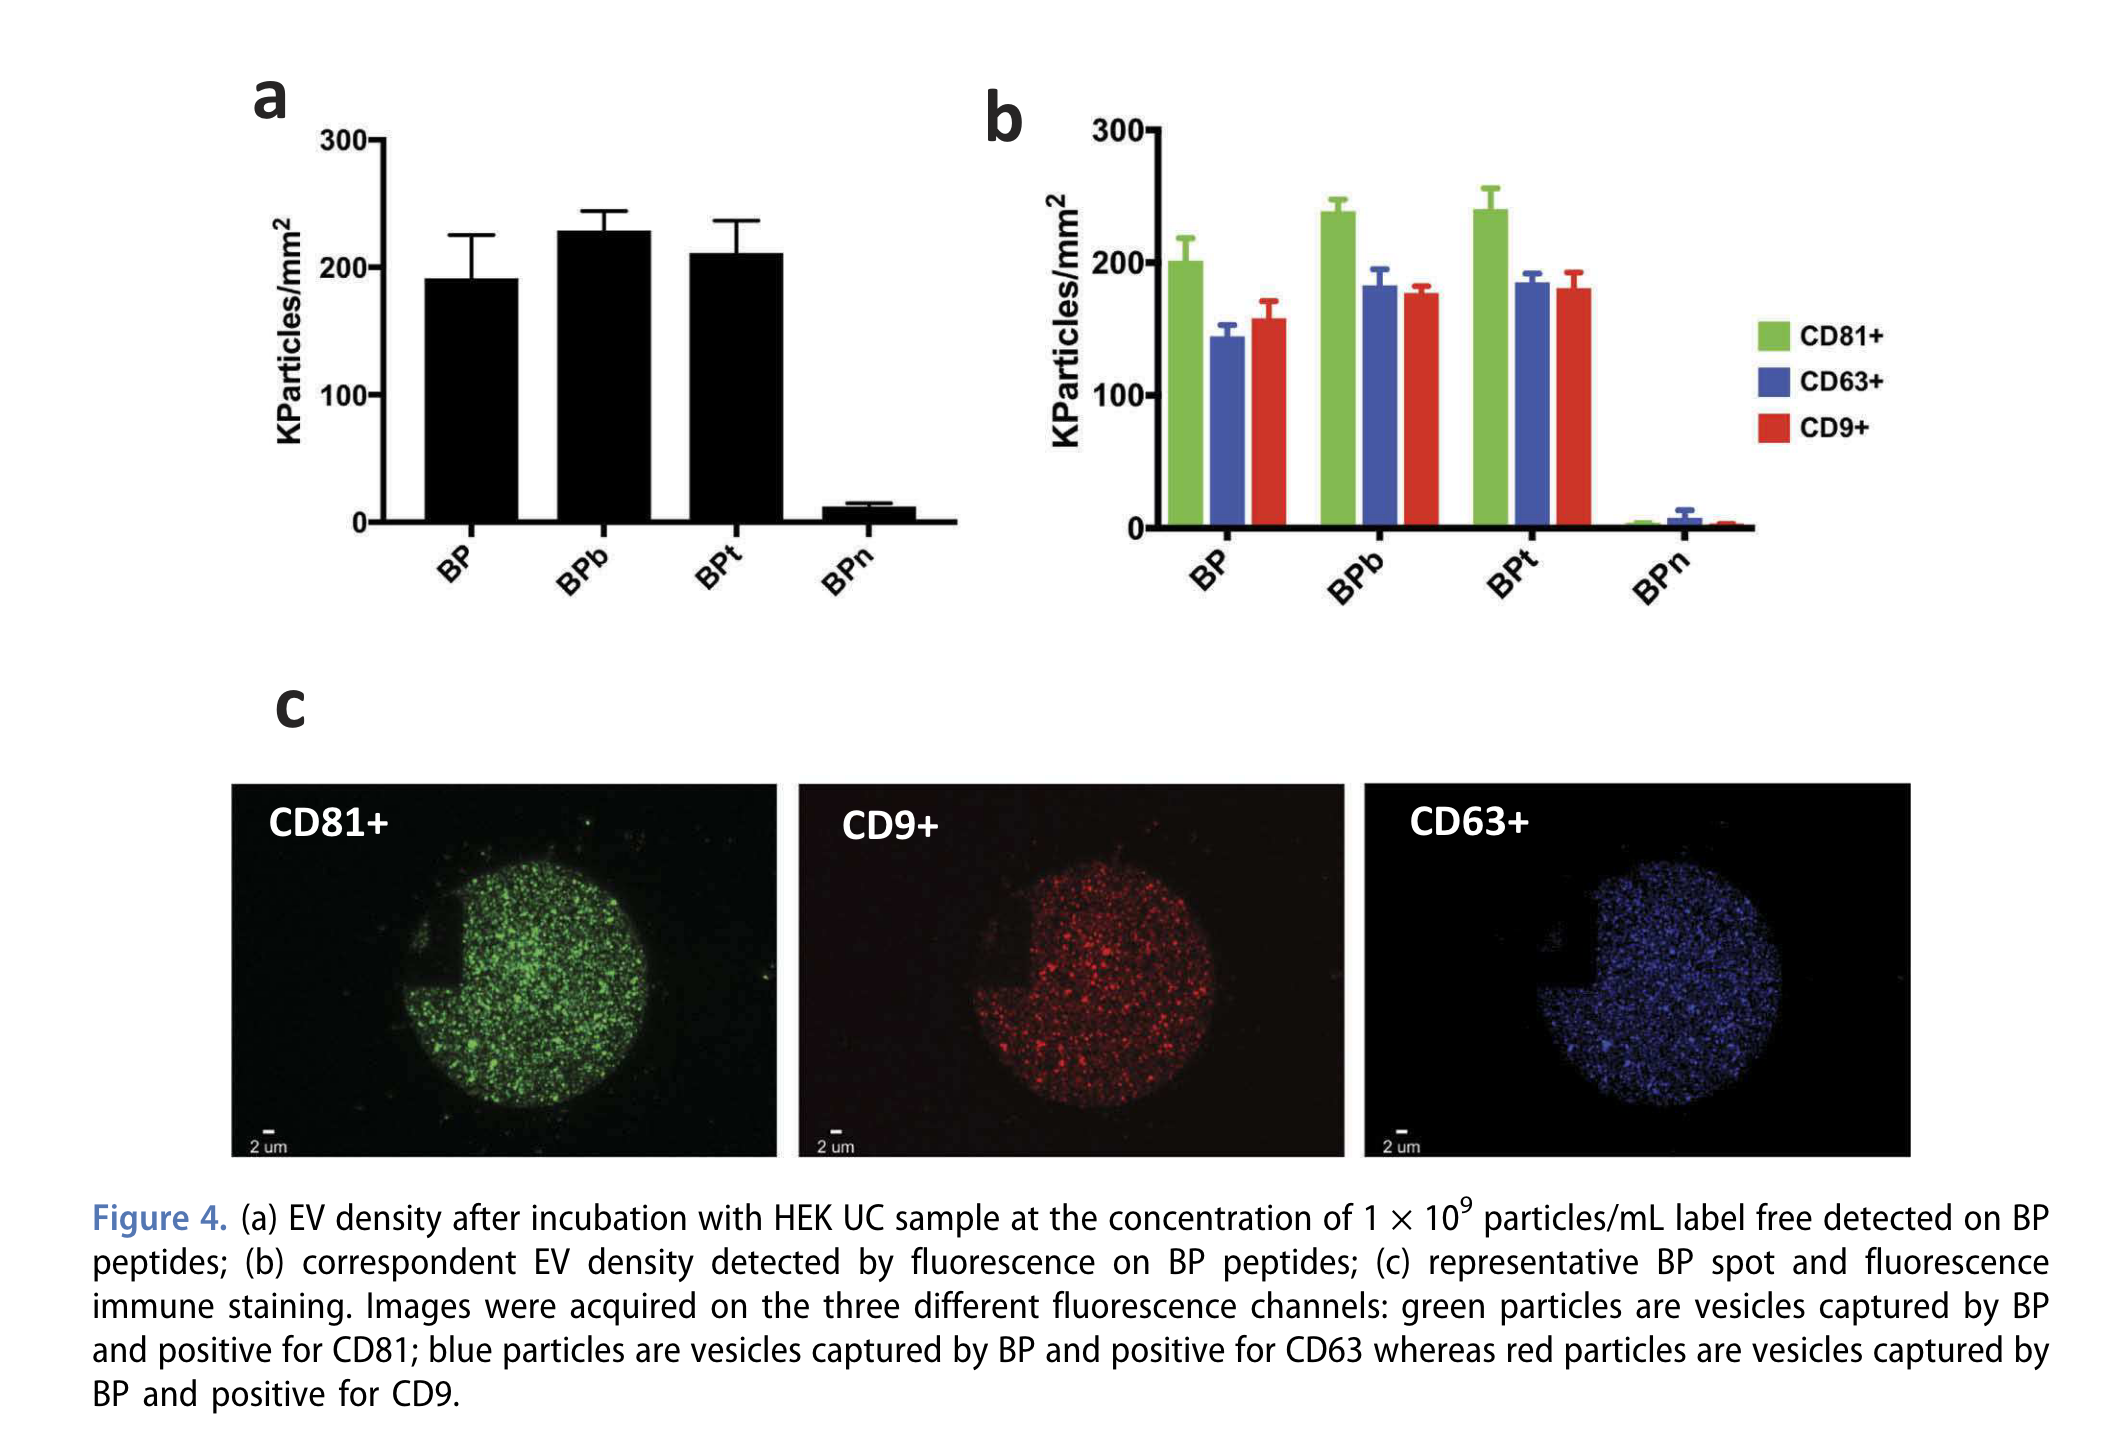 a
300
200
100
0
KParticles/mm²
BP BPb BPt BPn
b
300
200
100
0
KParticles/mm²
BP BPb BPt BPn
CD81+
CD63+
CD9+
c
CD81+
2 um
CD9+
2 um
CD63+
2 um
Figure 4. (a) EV density after incubation with HEK UC sample at the concentration of 1 × 10⁹ particles/mL label free detected on BP
peptides; (b) correspondent EV density detected by fluorescence on BP peptides; (c) representative BP spot and fluorescence
immune staining. Images were acquired on the three different fluorescence channels: green particles are vesicles captured by BP
and positive for CD81; blue particles are vesicles captured by BP and positive for CD63 whereas red particles are vesicles captured by
BP and positive for CD9.